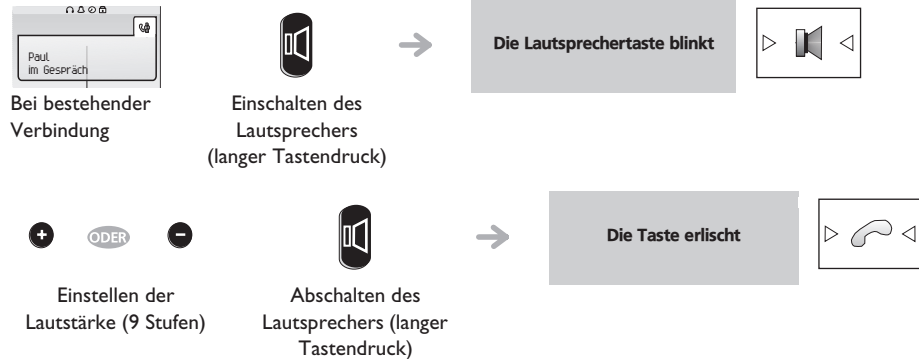 Paul
im Gespräch
Bei bestehender
Verbindung
Einschalten des
Lautsprechers
(langer Tastendruck)
Die Lautsprechertaste blinkt
+
ODER
-
Einstellen der
Lautstärke (9 Stufen)
Abschalten des
Lautsprechers (langer
Tastendruck)
Die Taste erlischt